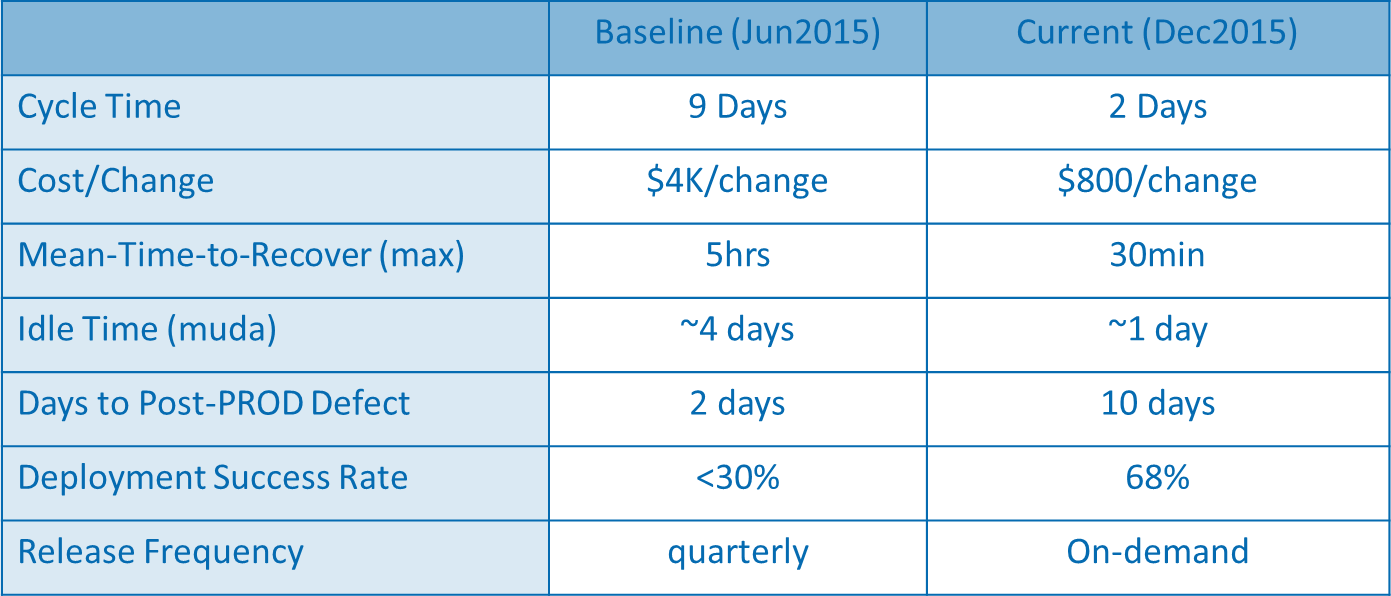 Baseline (Jun2015) Current (Dec2015)
Cycle Time 9 Days 2 Days
Cost/Change $4K/change $800/change
Mean-Time-to-Recover (max) 5hrs 30min
Idle Time (muda) ~4 days ~1 day
Days to Post-PROD Defect 2 days 10 days
Deployment Success Rate <30% 68%
Release Frequency quarterly On-demand